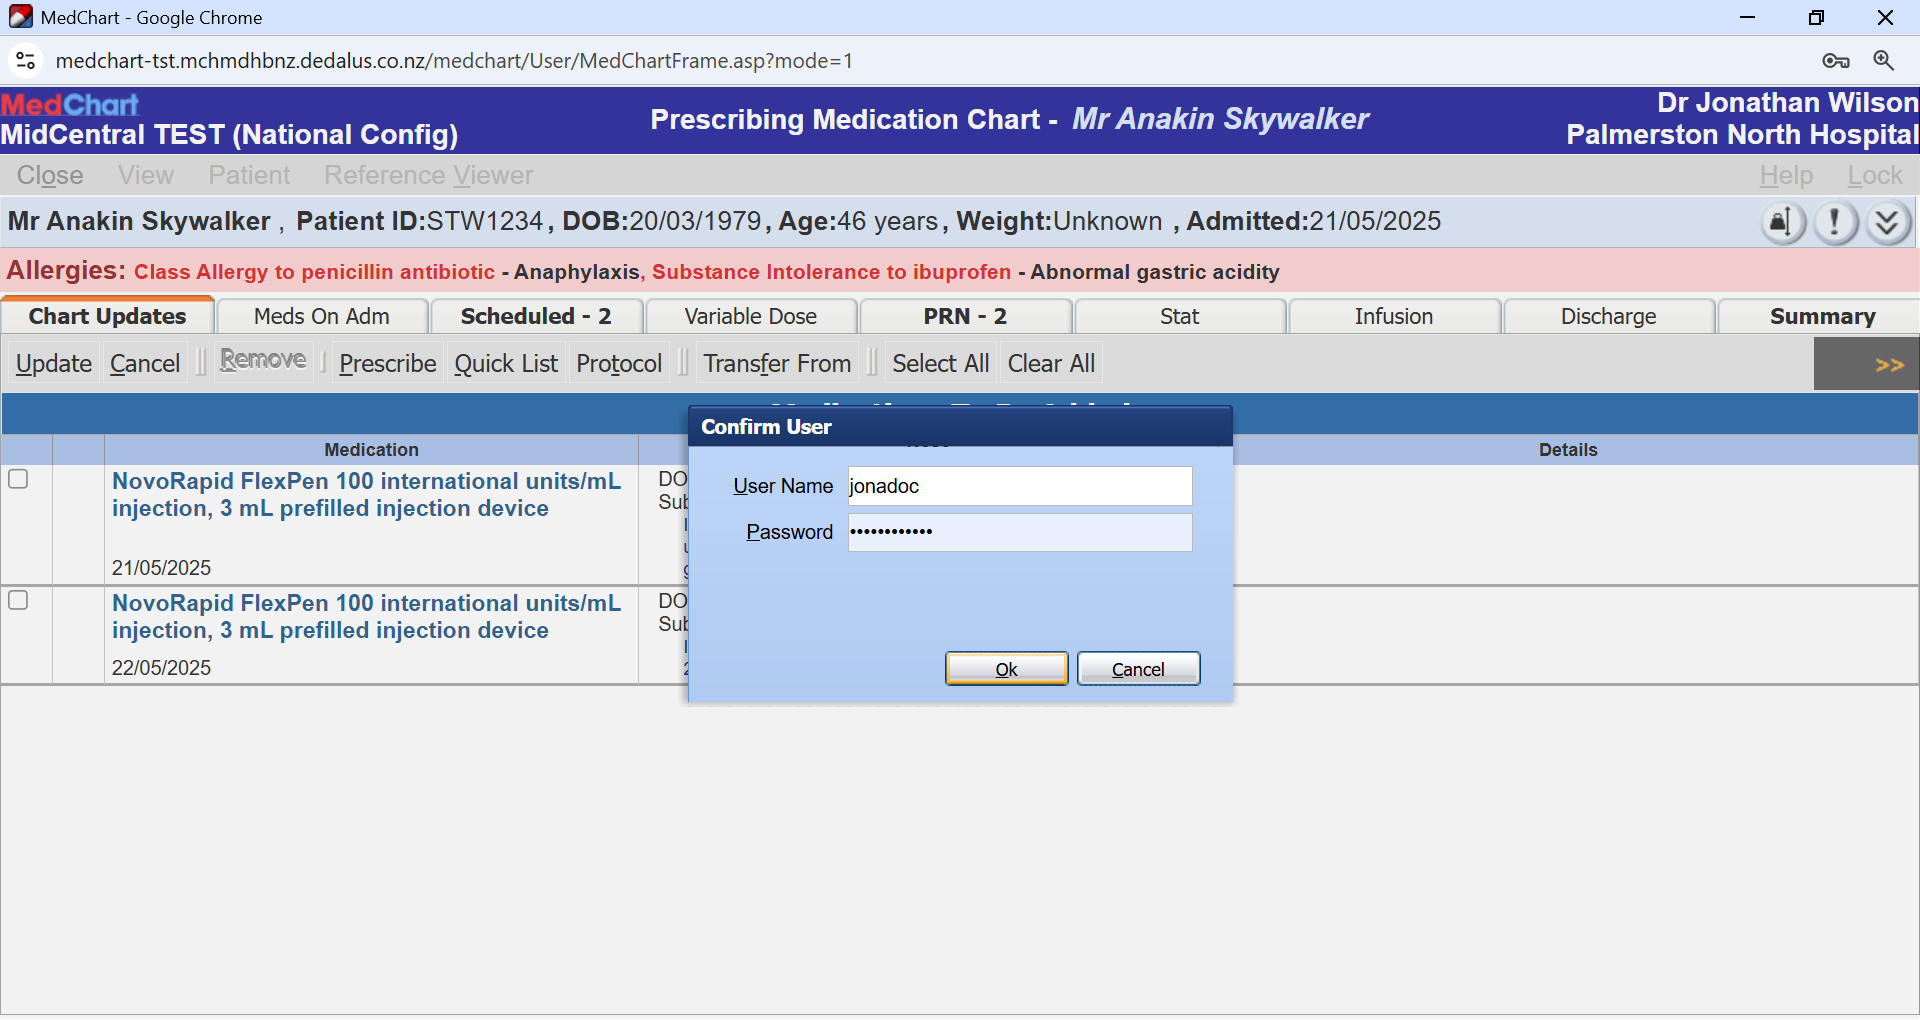 MedChart - Google Chrome
medchart-tst.mchmdhbnz.dedalus.co.nz/medchart/User/MedChartFrame.asp?mode=1
MedChart
MidCentral TEST (National Config)
Prescribing Medication Chart - Mr Anakin Skywalker
Dr Jonathan Wilson
Palmerston North Hospital
Close View Patient Reference Viewer Help Lock
Mr Anakin Skywalker , Patient ID:STW1234, DOB:20/03/1979, Age:46 years, Weight:Unknown , Admitted:21/05/2025
Allergies: Class Allergy to penicillin antibiotic - Anaphylaxis, Substance Intolerance to ibuprofen - Abnormal gastric acidity
Chart Updates Meds On Adm Scheduled - 2 Variable Dose PRN - 2 Stat Infusion Discharge Summary
Update Cancel Remove Prescribe Quick List Protocol Transfer From Select All Clear All >>
Medication Details
NovoRapid FlexPen 100 international units/mL
injection, 3 mL prefilled injection device
21/05/2025
DO
Sub
NovoRapid FlexPen 100 international units/mL
injection, 3 mL prefilled injection device
22/05/2025
DO
Sub
Confirm User
User Name jonadoc
Password ••••••••••••
Ok Cancel